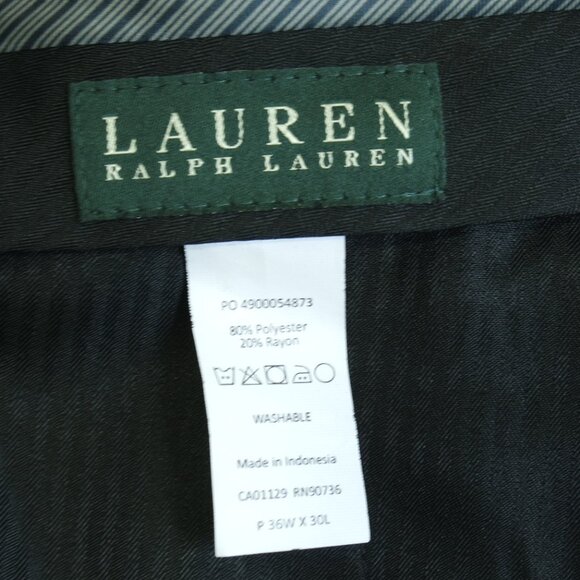 LAUREN
RALPH LAUREN
PO 4900054873
80% Polyester
20% Rayon
WASHABLE
Made in Indonesia
CA01129 RN90736
P 36W X 30L